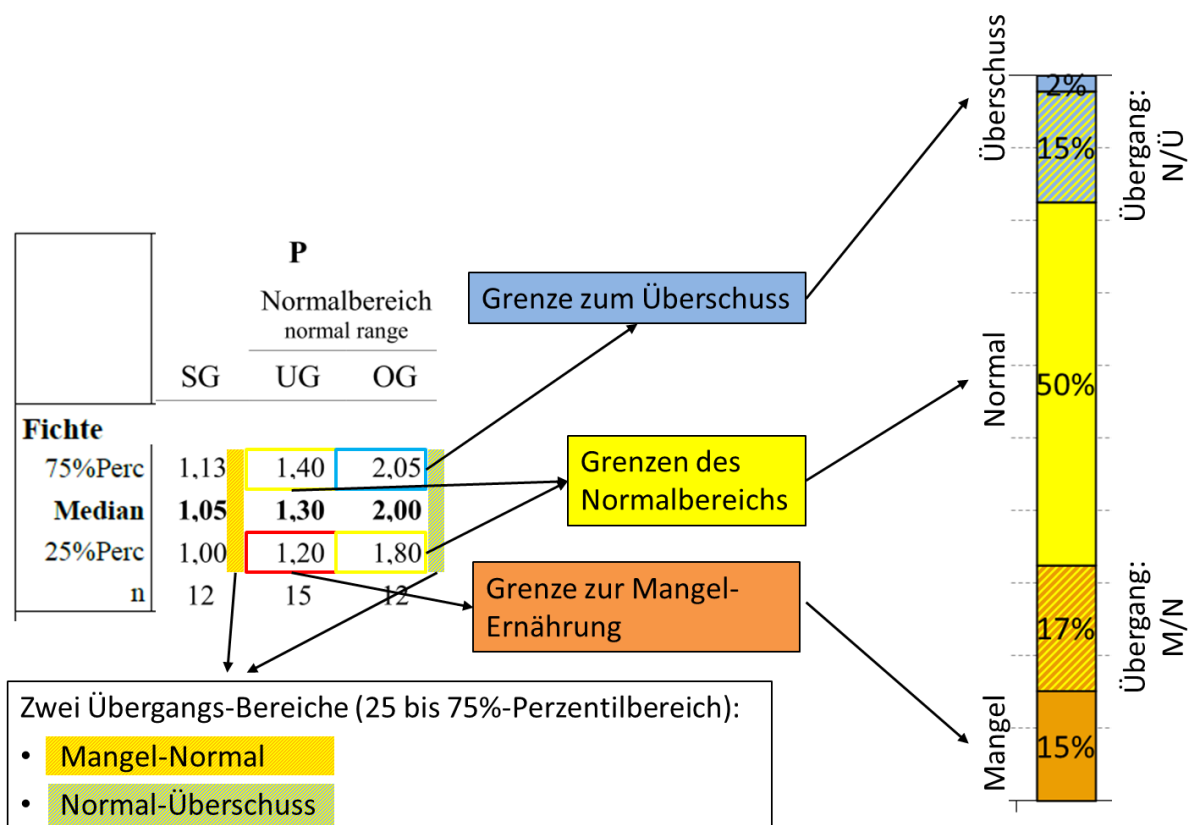 P
Normalbereich
normal range
SG UG OG
Fichte
75%Perc 1,13 1,40 2,05
Median 1,05 1,30 2,00
25%Perc 1,00 1,20 1,80
n 12 15 12
Grenze zum Überschuss
Grenzen des
Normalbereichs
Grenze zur Mangel-
Ernährung
Zwei Übergangs-Bereiche (25 bis 75%-Perzentilbereich):
• Mangel-Normal
• Normal-Überschuss
Überschuss
Normal
Mangel
2%
15%
50%
17%
15%
Übergang:
N/Ü
Übergang:
M/N